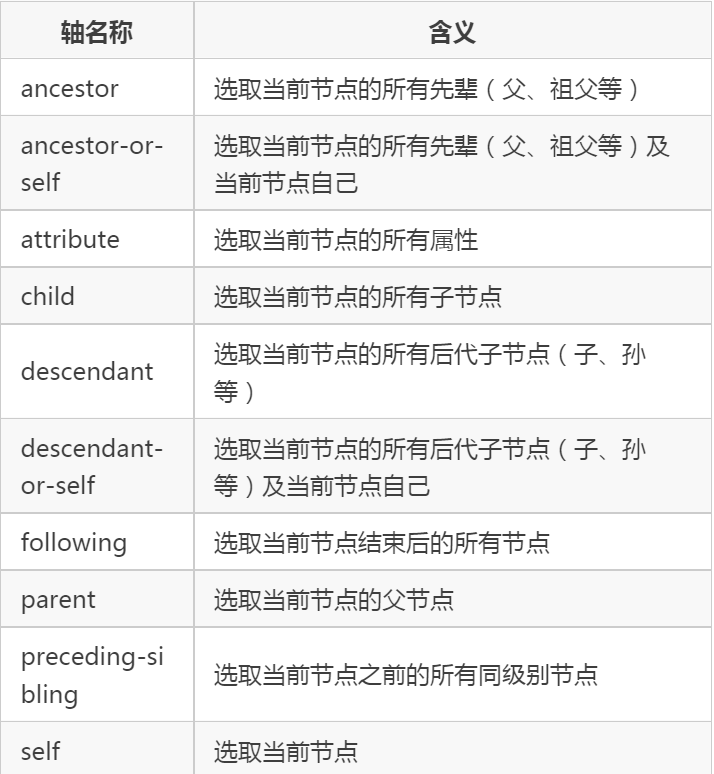 轴名称 含义
ancestor 选取当前节点的所有先辈（父、祖父等）
ancestor-or- 选取当前节点的所有先辈（父、祖父等）及
self 当前节点自己
attribute 选取当前节点的所有属性
child 选取当前节点的所有子节点
descendant 选取当前节点的所有后代子节点（子、孙
等）
descendant- 选取当前节点的所有后代子节点（子、孙
or-self 等）及当前节点自己
following 选取当前节点结束后的所有节点
parent 选取当前节点的父节点
preceding-si
bling 选取当前节点之前的所有同级别节点
self 选取当前节点